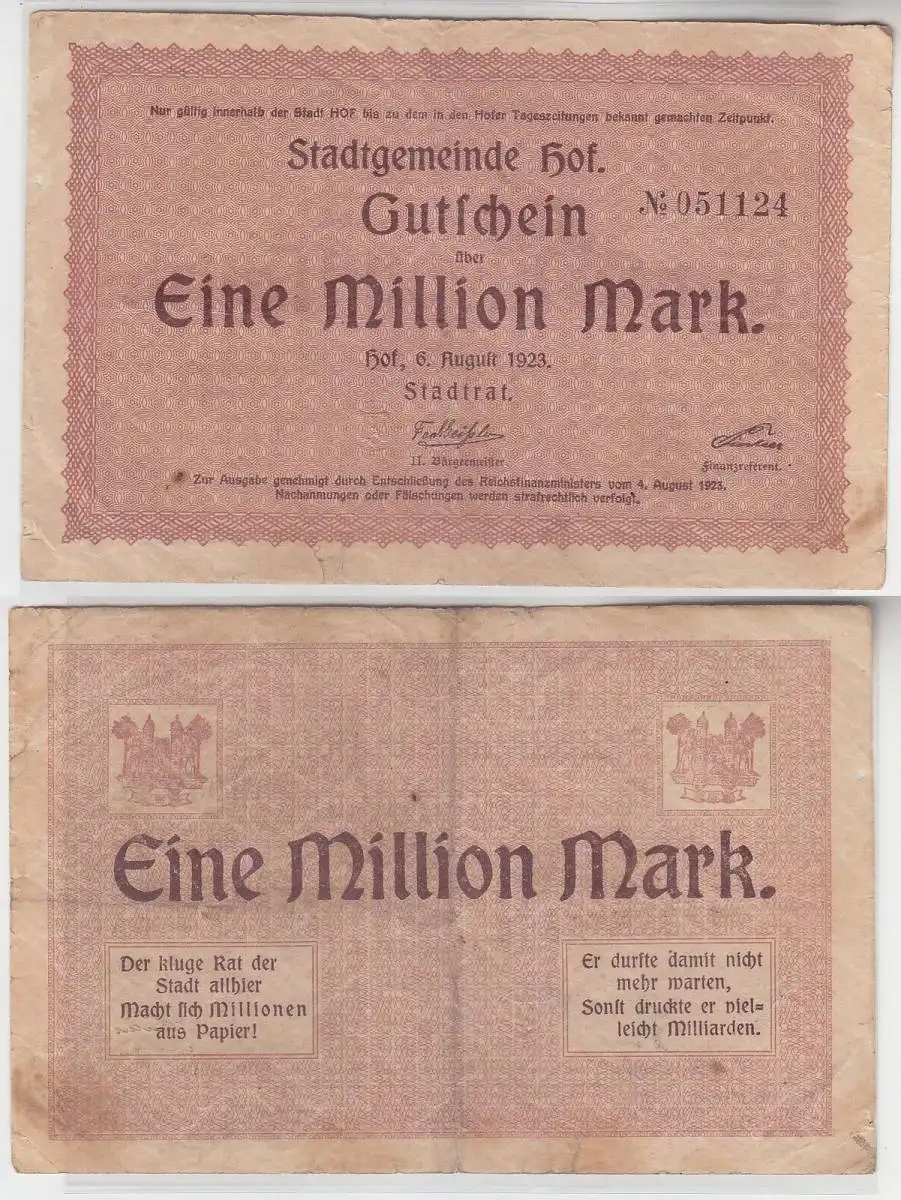 Nur gültig innerhalb der Stadt HOF bis zu dem in den Hofer Tageszeitungen bekannt gemachten Zeitpunkt.
Stadtgemeinde Hof.
Gutschein
№ 051124
über
Eine Million Mark.
Hof, 6. August 1923.
Stadtrat.
II. Bürgermeister
Finanzreferent.
Zur Ausgabe genehmigt durch Entschließung des Reichsfinanzministers vom 4. August 1923.
Nachahmungen oder Fälschungen werden strafrechtlich verfolgt.
Eine Million Mark.
Der kluge Rat der
Stadt allhier
Macht sich Millionen
aus Papier!
Er durfte damit nicht
mehr warten,
Sonst druckte er viel=
leicht Milliarden.